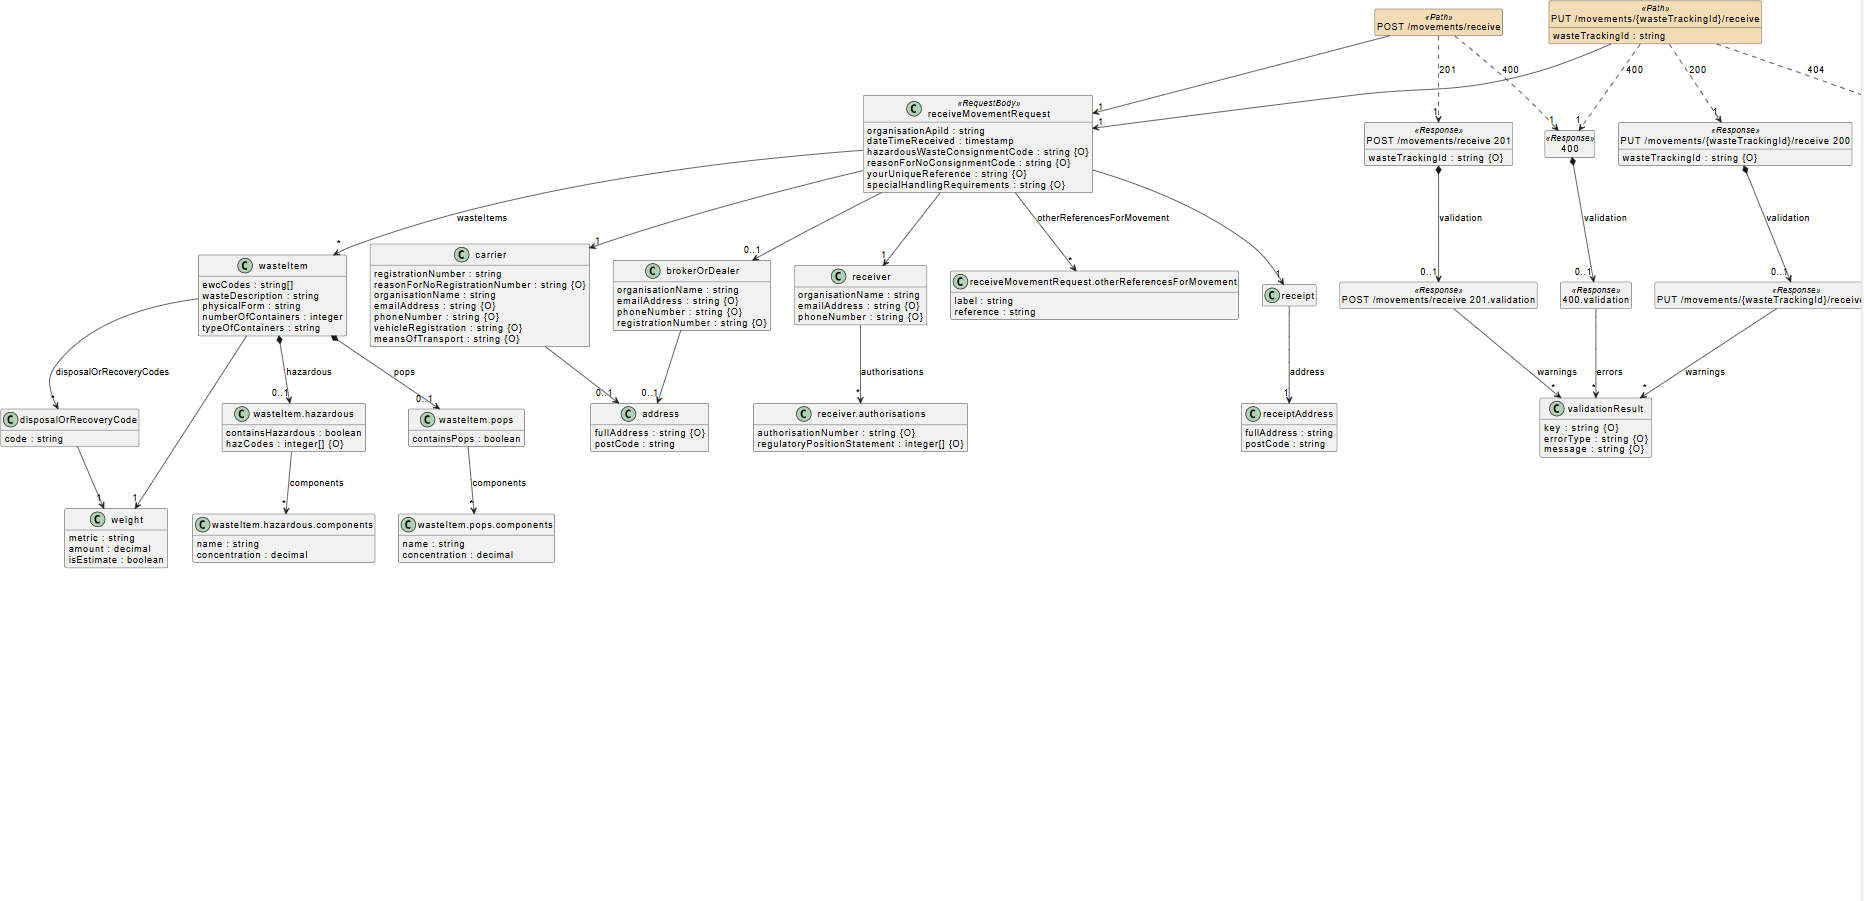 «Path»
POST /movements/receive
«Path»
PUT /movements/{wasteTrackingId}/receive
wasteTrackingId : string
201
400
400
200
404
1
1
1
1
1
1
«RequestBody»
C receiveMovementRequest
organisationApiId : string
dateTimeReceived : timestamp
hazardousWasteConsignmentCode : string {O}
reasonForNoConsignmentCode : string {O}
yourUniqueReference : string {O}
specialHandlingRequirements : string {O}
«Response»
POST /movements/receive 201
wasteTrackingId : string {O}
«Response»
400
«Response»
PUT /movements/{wasteTrackingId}/receive 200
wasteTrackingId : string {O}
wasteItems
otherReferencesForMovement
validation
validation
validation
*
1
0..1
1
*
1
0..1
0..1
0..1
C wasteItem
ewcCodes : string[]
wasteDescription : string
physicalForm : string
numberOfContainers : integer
typeOfContainers : string
C carrier
registrationNumber : string
reasonForNoRegistrationNumber : string {O}
organisationName : string
emailAddress : string {O}
phoneNumber : string {O}
vehicleRegistration : string {O}
meansOfTransport : string {O}
C brokerOrDealer
organisationName : string
emailAddress : string {O}
phoneNumber : string {O}
registrationNumber : string {O}
C receiver
organisationName : string
emailAddress : string {O}
phoneNumber : string {O}
C receiveMovementRequest.otherReferencesForMovement
label : string
reference : string
C receipt
«Response»
POST /movements/receive 201.validation
«Response»
400.validation
«Response»
PUT /movements/{wasteTrackingId}/receive
disposalOrRecoveryCodes
hazardous
pops
authorisations
address
warnings
errors
warnings
*
0..1
0..1
0..1
0..1
*
1
*
*
*
C disposalOrRecoveryCode
code : string
C wasteItem.hazardous
containsHazardous : boolean
hazCodes : integer[] {O}
C wasteItem.pops
containsPops : boolean
C address
fullAddress : string {O}
postCode : string
C receiver.authorisations
authorisationNumber : string {O}
regulatoryPositionStatement : integer[] {O}
C receiptAddress
fullAddress : string
postCode : string
C validationResult
key : string {O}
errorType : string {O}
message : string {O}
components
components
1
1
*
*
C weight
metric : string
amount : decimal
isEstimate : boolean
C wasteItem.hazardous.components
name : string
concentration : decimal
C wasteItem.pops.components
name : string
concentration : decimal